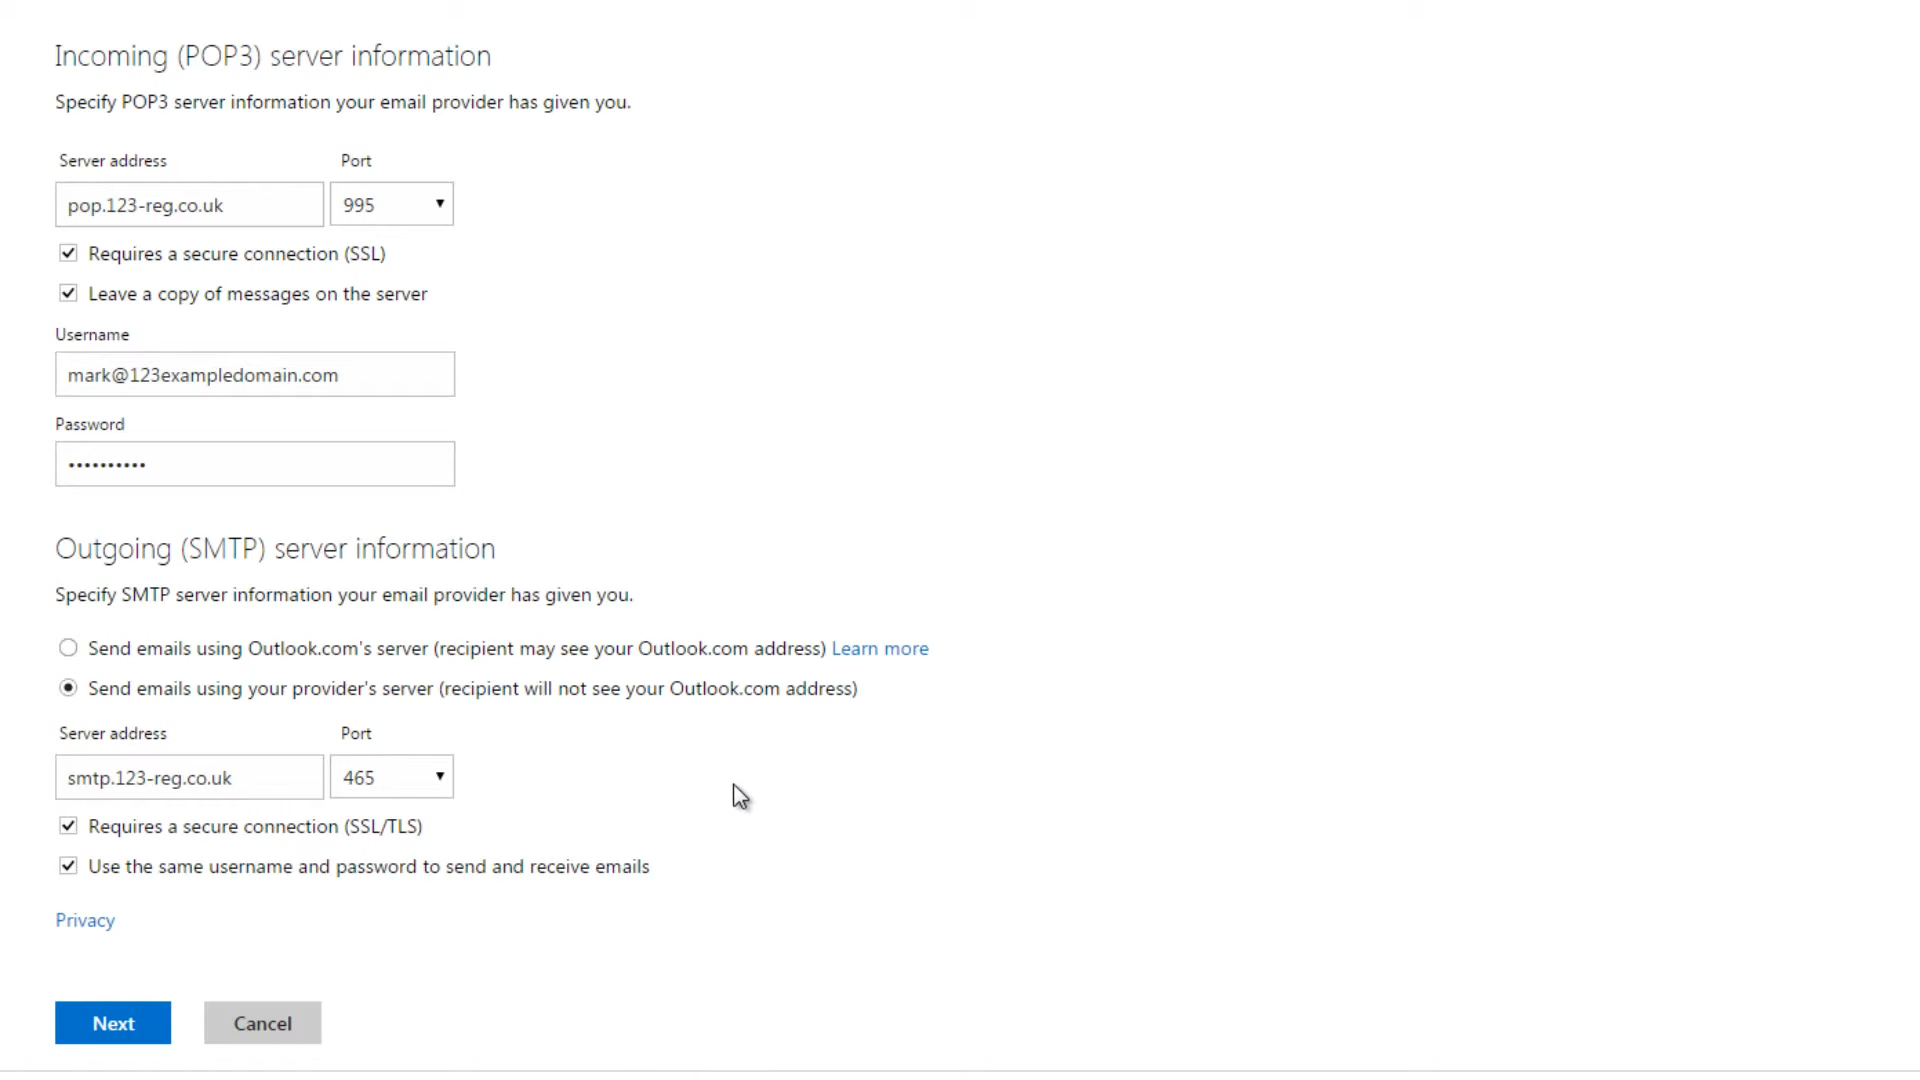 Incoming (POP3) server information
Specify POP3 server information your email provider has given you.
Server address Port
pop.123-reg.co.uk 995
Requires a secure connection (SSL)
Leave a copy of messages on the server
Username
mark@123exampledomain.com
Password
••••••••••
Outgoing (SMTP) server information
Specify SMTP server information your email provider has given you.
Send emails using Outlook.com's server (recipient may see your Outlook.com address) Learn more
Send emails using your provider's server (recipient will not see your Outlook.com address)
Server address Port
smtp.123-reg.co.uk 465
Requires a secure connection (SSL/TLS)
Use the same username and password to send and receive emails
Privacy
Next Cancel